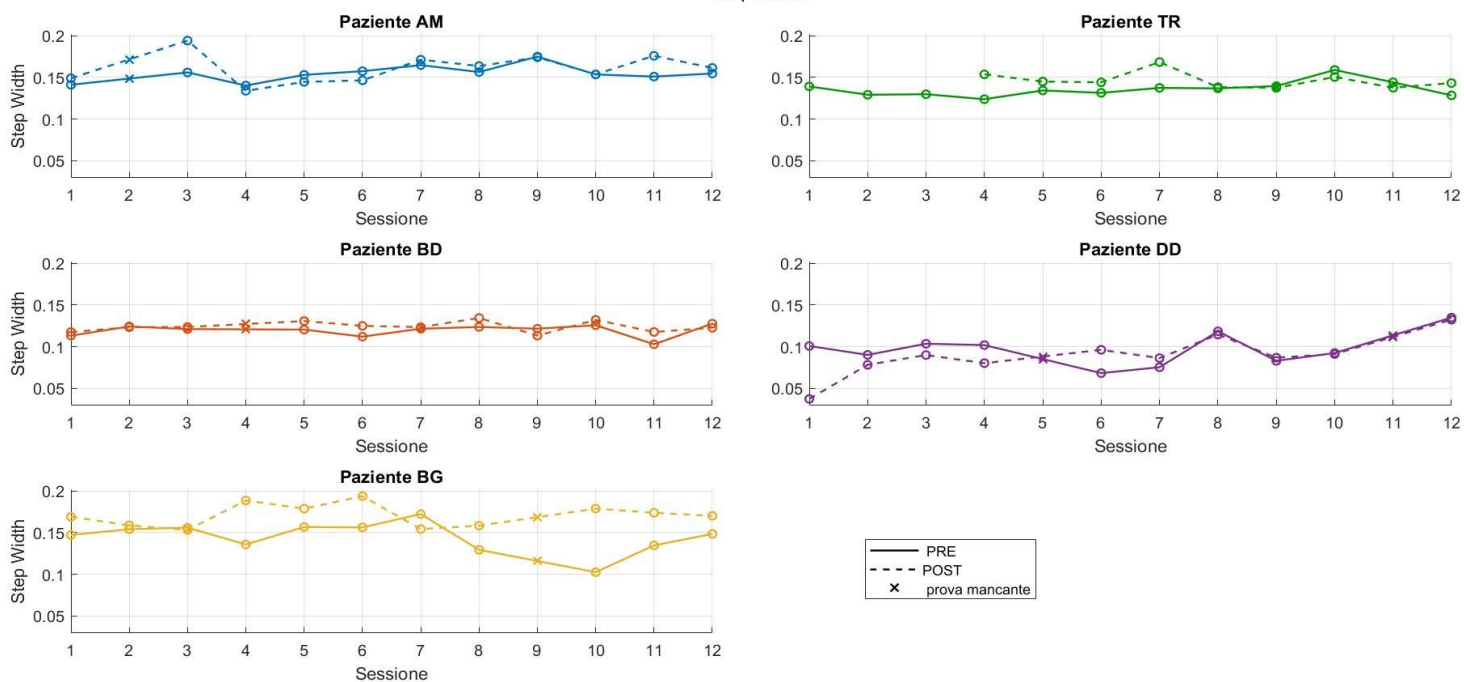 Paziente AM
Step Width
0.2
0.15
0.1
0.05
1 2 3 4 5 6 7 8 9 10 11 12
Sessione
Paziente TR
0.2
0.15
0.1
0.05
1 2 3 4 5 6 7 8 9 10 11 12
Sessione
Paziente BD
Step Width
0.2
0.15
0.1
0.05
1 2 3 4 5 6 7 8 9 10 11 12
Sessione
Paziente DD
0.2
0.15
0.1
0.05
1 2 3 4 5 6 7 8 9 10 11 12
Sessione
Paziente BG
Step Width
0.2
0.15
0.1
0.05
1 2 3 4 5 6 7 8 9 10 11 12
Sessione
PRE
POST
prova mancante